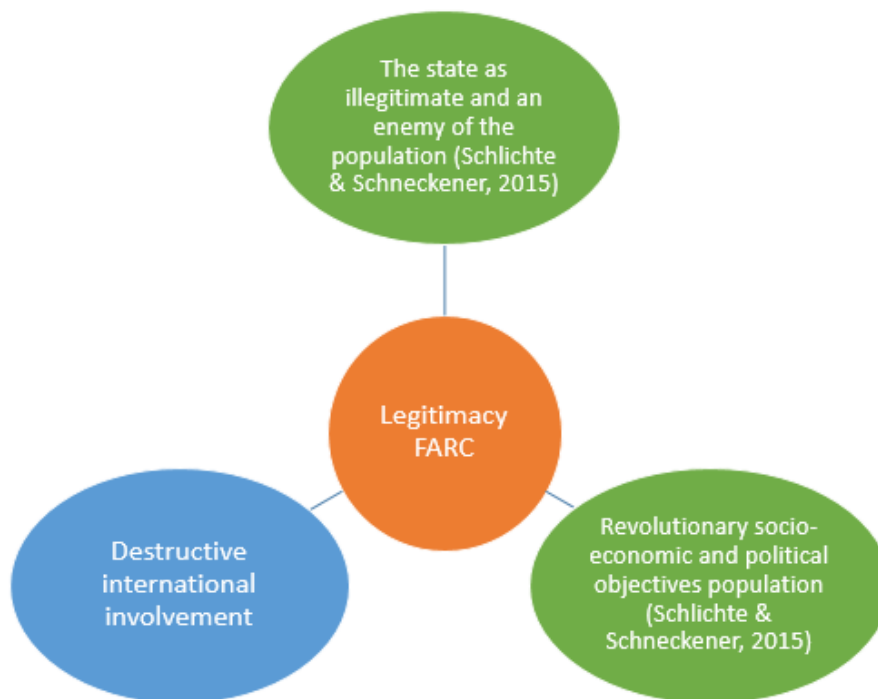 The state as
illegitimate and an
enemy of the
population (Schlichte
& Schneckener, 2015)
Legitimacy
FARC
Destructive
international
involvement
Revolutionary socio-
economic and political
objectives population
(Schlichte &
Schneckener, 2015)